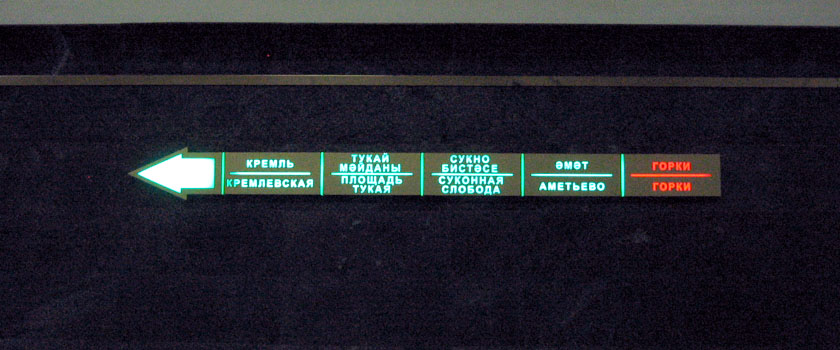 КРЕМЛЬ
КРЕМЛЕВСКАЯ
ТУКАЙ
МӘЙДАНЫ
ПЛОЩАДЬ
ТУКАЯ
СУКНО
БИСТӘСЕ
СУКОННАЯ
СЛОБОДА
ӘМӘТ
АМЕТЬЕВО
ГОРКИ
ГОРКИ